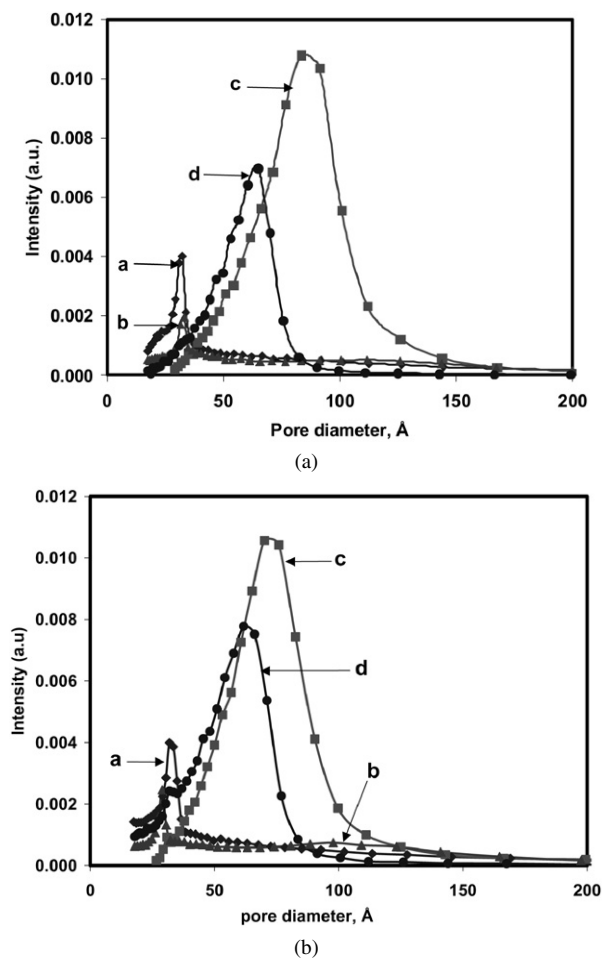 0.012
0.010
0.008
0.006
0.004
0.002
0.000
Intensity (a.u.)
c
d
a
b
0 50 100 150 200
Pore diameter, Å
(a)
0.012
0.010
0.008
0.006
0.004
0.002
0.000
Intensity (a.u)
c
d
a
b
0 50 100 150 200
pore diameter, Å
(b)